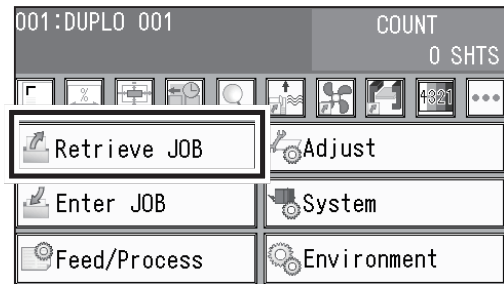 001:DUPLO 001
COUNT
0 SHTS
%
4321
Retrieve JOB
Adjust
Enter JOB
System
Feed/Process
Environment